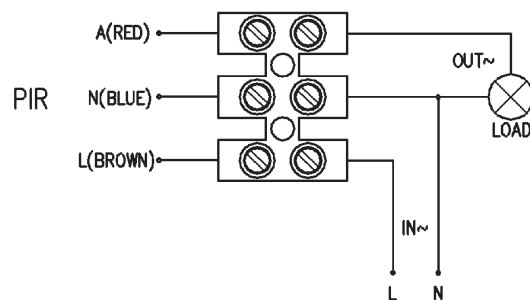 A(RED)
OUT~
PIR
N(BLUE)
LOAD
L(BROWN)
IN~
L
N